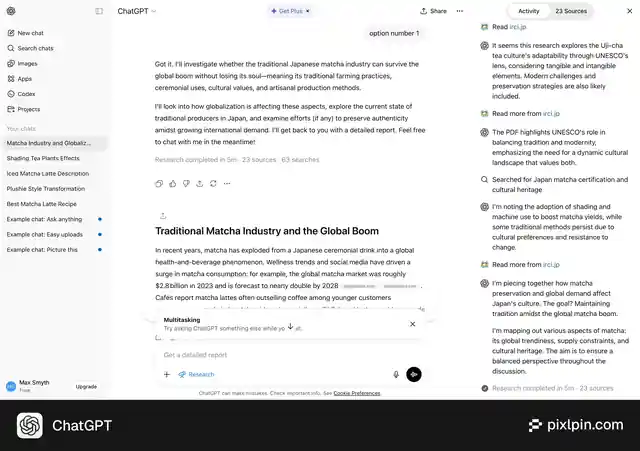 ChatGPT
Get Plus
Share
Activity
23 Sources
New chat
Search chats
Images
Apps
Codex
Projects
Your chats
Matcha Industry and Globaliz...
Shading Tea Plants Effects
Iced Matcha Latte Description
Plushie Style Transformation
Best Matcha Latte Recipe
Example chat: Ask anything
Example chat: Easy uploads
Example chat: Picture this
Max Smyth
Free
Upgrade
option number 1
Got it. I'll investigate whether the traditional Japanese matcha industry can survive the
global boom without losing its soul—meaning its traditional farming practices,
ceremonial uses, cultural values, and artisanal production methods.
I'll look into how globalization is affecting these aspects, explore the current state of
traditional producers in Japan, and examine efforts (if any) to preserve authenticity
amidst growing international demand. I'll get back to you with a detailed report. Feel free
to chat with me in the meantime!
Research completed in 5m · 23 sources · 63 searches
Traditional Matcha Industry and the Global Boom
In recent years, matcha has exploded from a Japanese ceremonial drink into a global
health-and-beverage phenomenon. Wellness trends and social media have driven a
surge in matcha consumption: for example, the global matcha market was roughly
$2.8billion in 2023 and is forecast to nearly double by 2028
Cafés report matcha lattes often outselling coffee among younger customers
Multitasking
Try asking ChatGPT something else while yo
Get a detailed report
Research
ChatGPT can make mistakes. Check important info. See Cookie Preferences.
Read irci.jp
It seems this research explores the Uji-cha
tea culture's adaptability through UNESCO's
lens, considering tangible and intangible
elements. Modern challenges and
preservation strategies are also likely
included.
Read more from irci.jp
The PDF highlights UNESCO's role in
balancing tradition and modernity,
emphasizing the need for a dynamic cultural
landscape that values both.
Searched for Japan matcha certification and
cultural heritage
I'm noting the adoption of shading and
machine use to boost matcha yields, while
some traditional methods persist due to
cultural preferences and resistance to
change.
Read more from irci.jp
I'm piecing together how matcha
preservation and global demand affect
Japan's culture. The goal? Maintaining
tradition amidst the global matcha boom.
I'm mapping out various aspects of matcha:
its global trendiness, supply constraints, and
cultural heritage. The aim is to ensure a
balanced perspective throughout the
discussion.
Research completed in 5m · 23 sources
ChatGPT
pixlpin.com